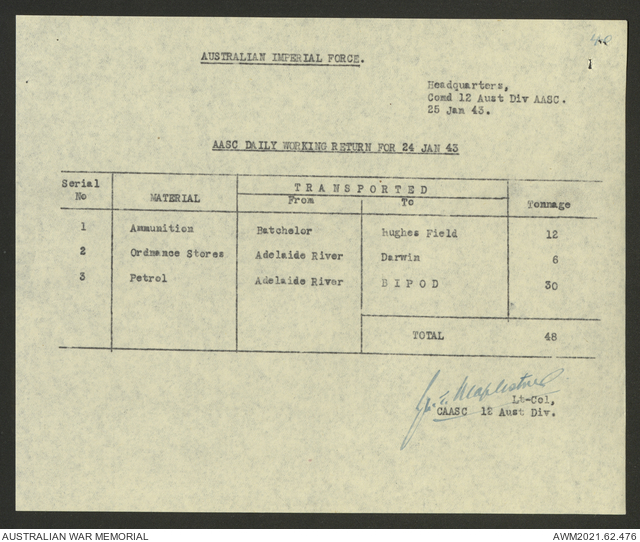 AUSTRALIAN IMPERIAL FORCE.
1
Headquarters,
Comd 12 Aust Div AASC.
25 Jan 43.
AASC DAILY WORKING RETURN FOR 24 JAN 43
Serial No MATERIAL TRANSPORTED From To Tonnage
1 Ammunition Batchelor hughes Field 12
2 Ordnance Stores Adelaide River Darwin 6
3 Petrol Adelaide River B I P O D 30
TOTAL 48
Lt-Col,
CAASC 12 Aust Div.
AUSTRALIAN WAR MEMORIAL
AWM2021.62.476